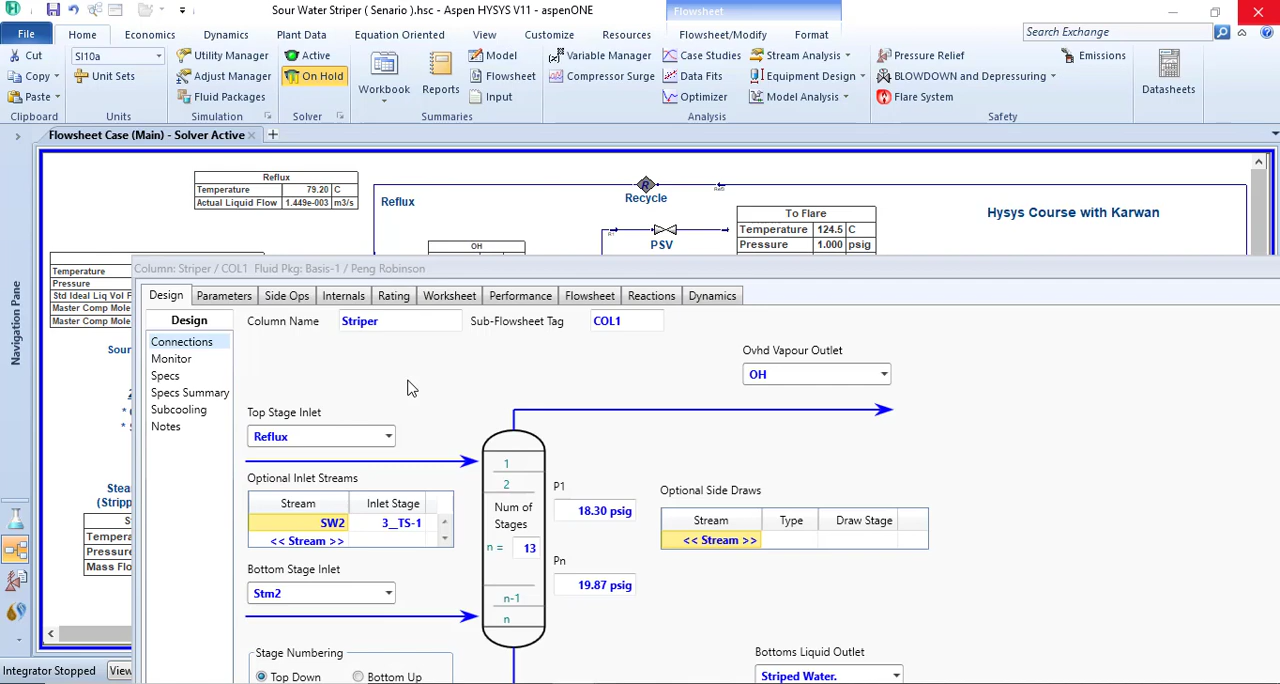 Sour Water Striper ( Senario ).hsc - Aspen HYSYS V11 - aspenONE
Flowsheet
File Home Economics Dynamics Plant Data Equation Oriented View Customize Resources Flowsheet/Modify Format
Search Exchange
Cut SI10a Utility Manager Active Model Variable Manager Case Studies Stream Analysis Pressure Relief Emissions
Copy Unit Sets Adjust Manager On Hold Workbook Reports Flowsheet Compressor Surge Data Fits Equipment Design BLOWDOWN and Depressuring Datasheets
Paste Fluid Packages Input Optimizer Model Analysis Flare System
Clipboard Units Simulation Solver Summaries Analysis Safety
Flowsheet Case (Main) - Solver Active
Navigation Pane
Reflux
Temperature 79.20 C
Actual Liquid Flow 1.449e-003 m3/s
Reflux
R
Recycle
PSV
To Flare
Temperature 124.5 C
Pressure 1.000 psig
Hysys Course with Karwan
OH
Temperature
Pressure
Std Ideal Liq Vol F
Master Comp Mole
Master Comp Mole
Sour
Stea
(Stripp
Tempera
Pressure
Mass Flo
Column: Striper / COL1 Fluid Pkg: Basis-1 / Peng Robinson
Design Parameters Side Ops Internals Rating Worksheet Performance Flowsheet Reactions Dynamics
Design
Connections
Monitor
Specs
Specs Summary
Subcooling
Notes
Column Name Striper Sub-Flowsheet Tag COL1
Ovhd Vapour Outlet
OH
Top Stage Inlet
Reflux
Optional Inlet Streams
Stream Inlet Stage
SW2 3__TS-1
<< Stream >>
Bottom Stage Inlet
Stm2
1
2
Num of
Stages
n = 13
n-1
n
P1
18.30 psig
Pn
19.87 psig
Optional Side Draws
Stream Type Draw Stage
<< Stream >>
Stage Numbering
Top Down Bottom Up
Bottoms Liquid Outlet
Striped Water.
Integrator Stopped View